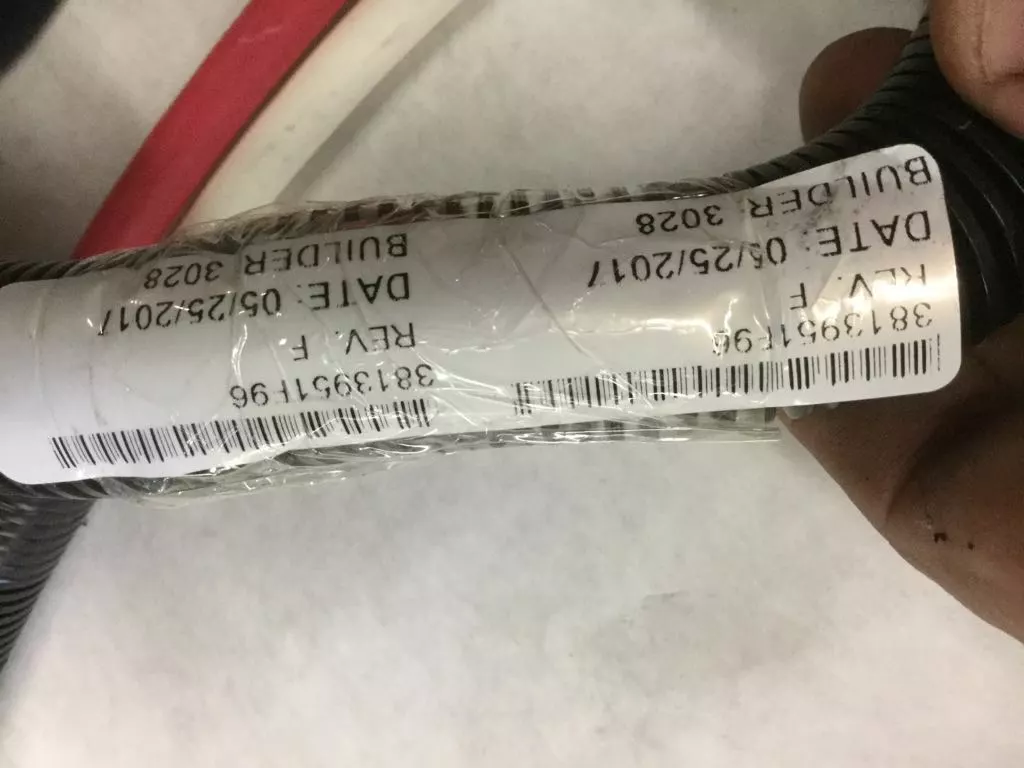 3813951F96
REV. F
DATE: 05/25/2017
BUILDER 3028
3813951F96
REV. F
DATE: 05/25/2017
BUILDER 3028